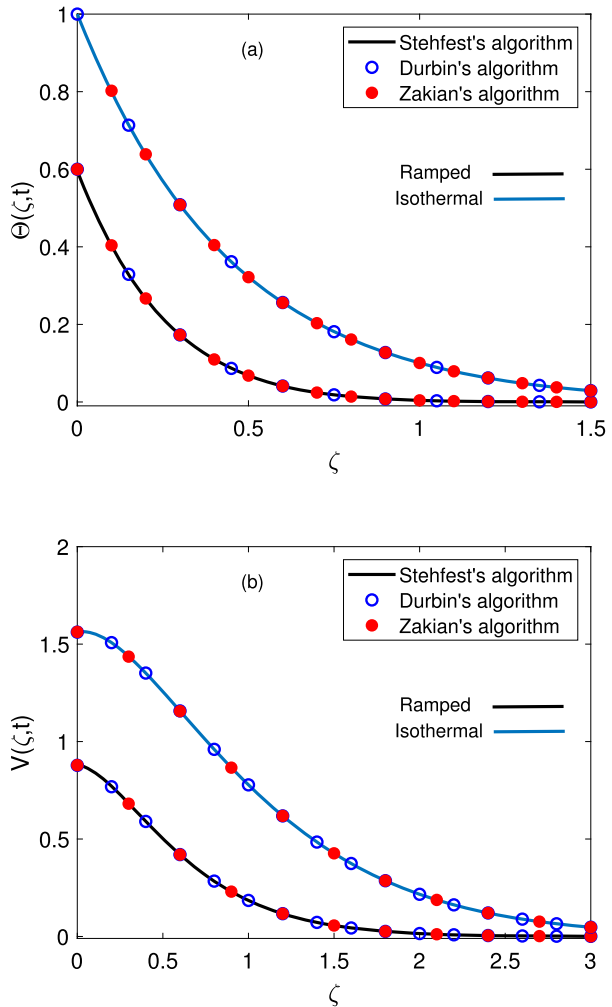 1
0.8
0.6
0.4
0.2
0
Θ(ζ,t)
(a)
Stehfest's algorithm
Durbin's algorithm
Zakian's algorithm
Ramped
Isothermal
0 0.5 1 1.5
ζ
2
1.5
1
0.5
0
V(ζ,t)
(b)
Stehfest's algorithm
Durbin's algorithm
Zakian's algorithm
Ramped
Isothermal
0 0.5 1 1.5 2 2.5 3
ζ